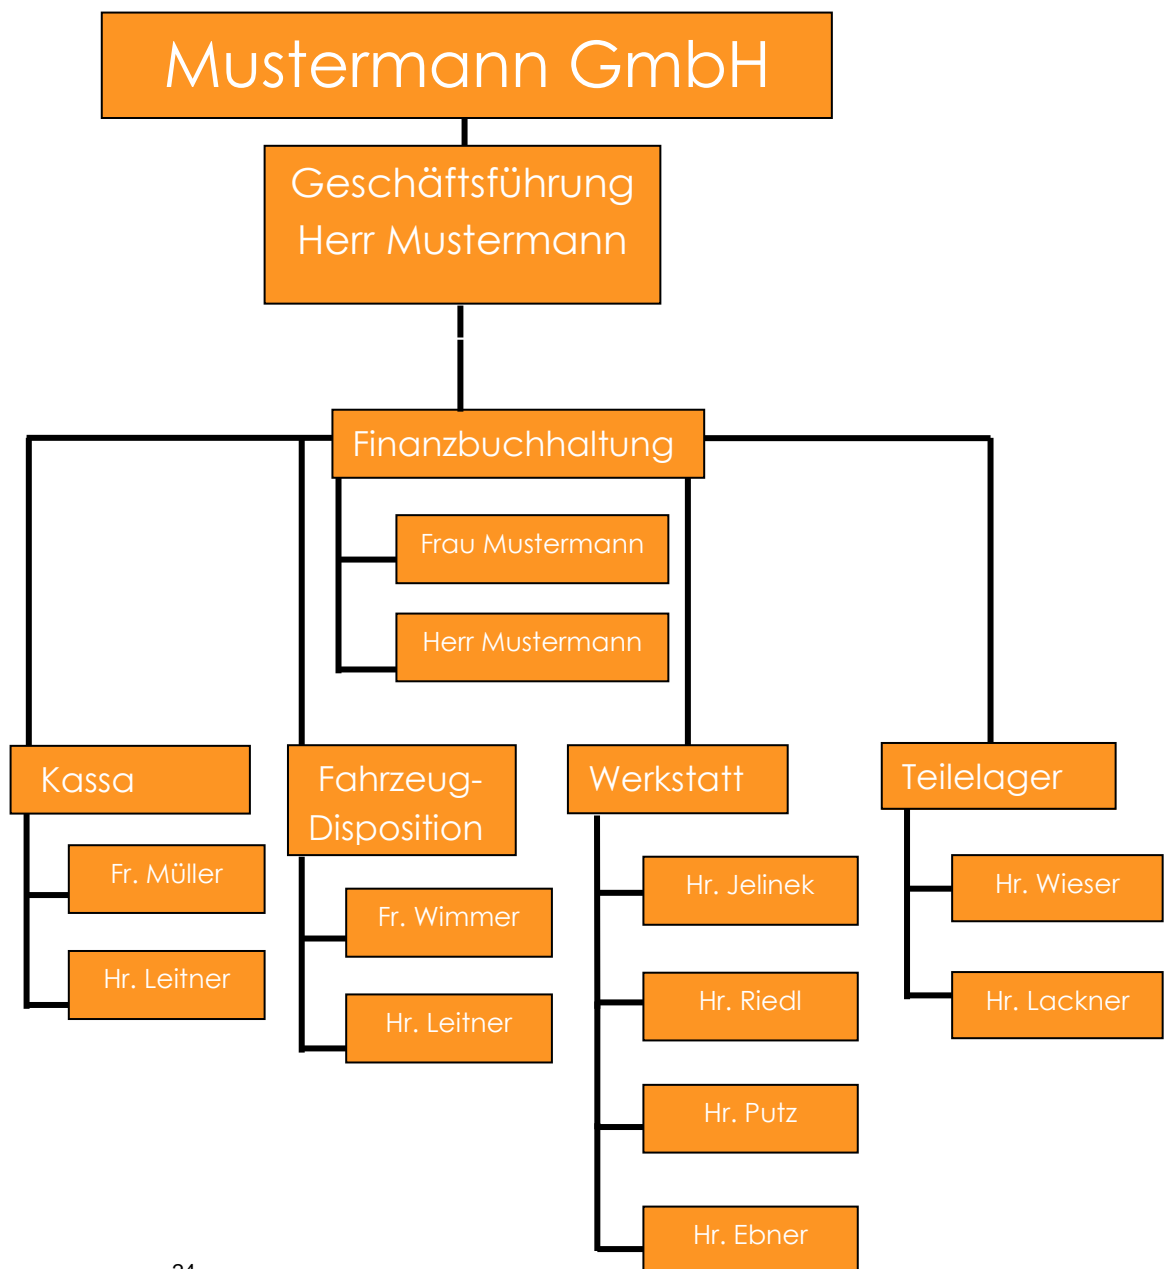 Mustermann GmbH
Geschäftsführung
Herr Mustermann
Finanzbuchhaltung
Frau Mustermann
Herr Mustermann
Kassa
Fr. Müller
Hr. Leitner
Fahrzeug-
Disposition
Fr. Wimmer
Hr. Leitner
Werkstatt
Hr. Jelinek
Hr. Riedl
Hr. Putz
Hr. Ebner
Teilelager
Hr. Wieser
Hr. Lackner